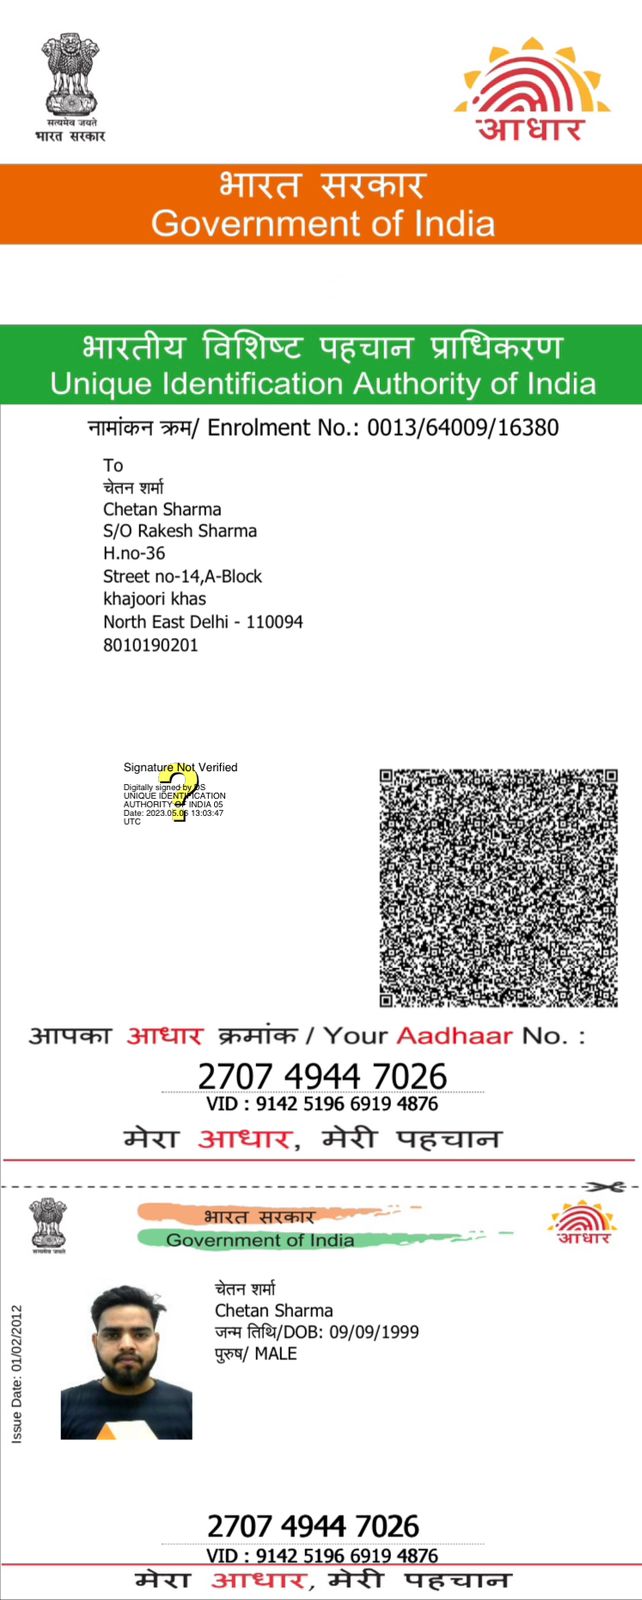 सत्यमेव जयते
भारत सरकार
आधार
भारत सरकार
Government of India
भारतीय विशिष्ट पहचान प्राधिकरण
Unique Identification Authority of India
नामांकन क्रम/ Enrolment No.: 0013/64009/16380
To
चेतन शर्मा
Chetan Sharma
S/O Rakesh Sharma
H.no-36
Street no-14,A-Block
khajoori khas
North East Delhi - 110094
8010190201
Signature Not Verified
Digitally signed by DS
UNIQUE IDENTIFICATION
AUTHORITY OF INDIA 05
Date: 2023.05.06 13:03:47
UTC
आपका आधार क्रमांक / Your Aadhaar No. :
2707 4944 7026
VID : 9142 5196 6919 4876
मेरा आधार, मेरी पहचान
सत्यमेव जयते
भारत सरकार
Government of India
आधार
Issue Date: 01/02/2012
चेतन शर्मा
Chetan Sharma
जन्म तिथि/DOB: 09/09/1999
पुरुष/ MALE
2707 4944 7026
VID : 9142 5196 6919 4876
मेरा आधार, मेरी पहचान